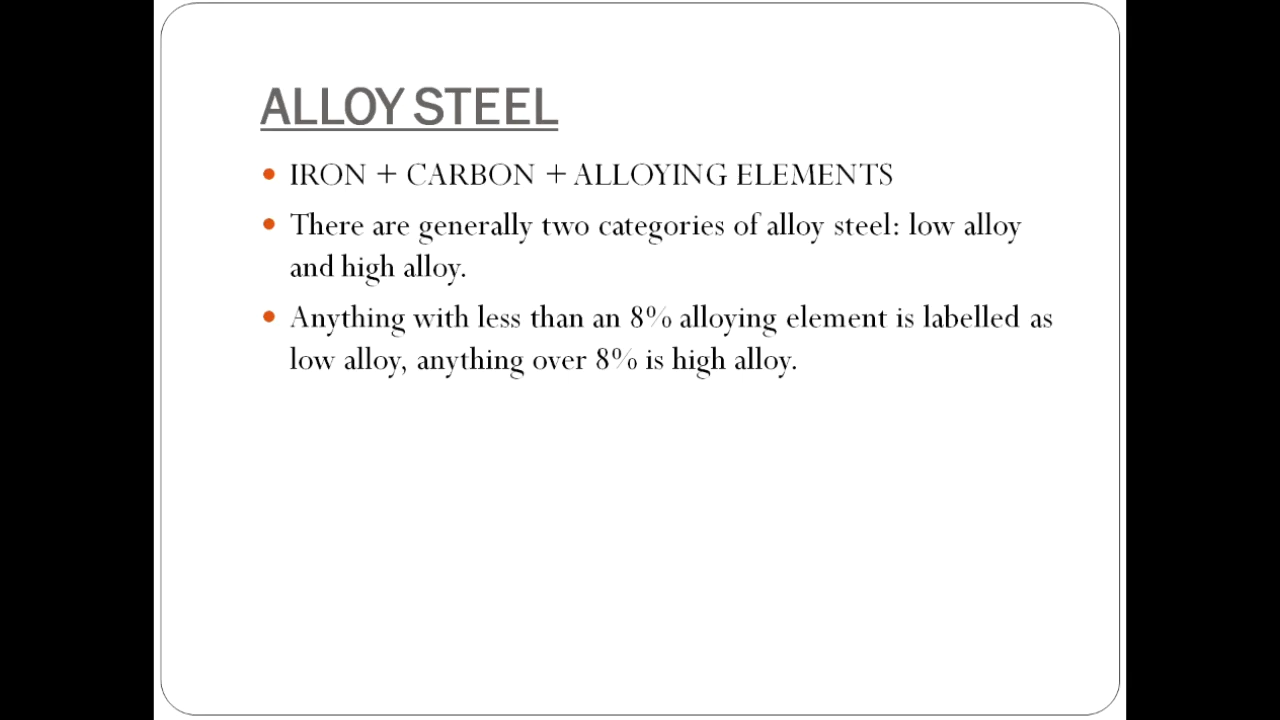 ALLOY STEEL
• IRON + CARBON + ALLOYING ELEMENTS
• There are generally two categories of alloy steel: low alloy
and high alloy.
• Anything with less than an 8% alloying element is labelled as
low alloy, anything over 8% is high alloy.